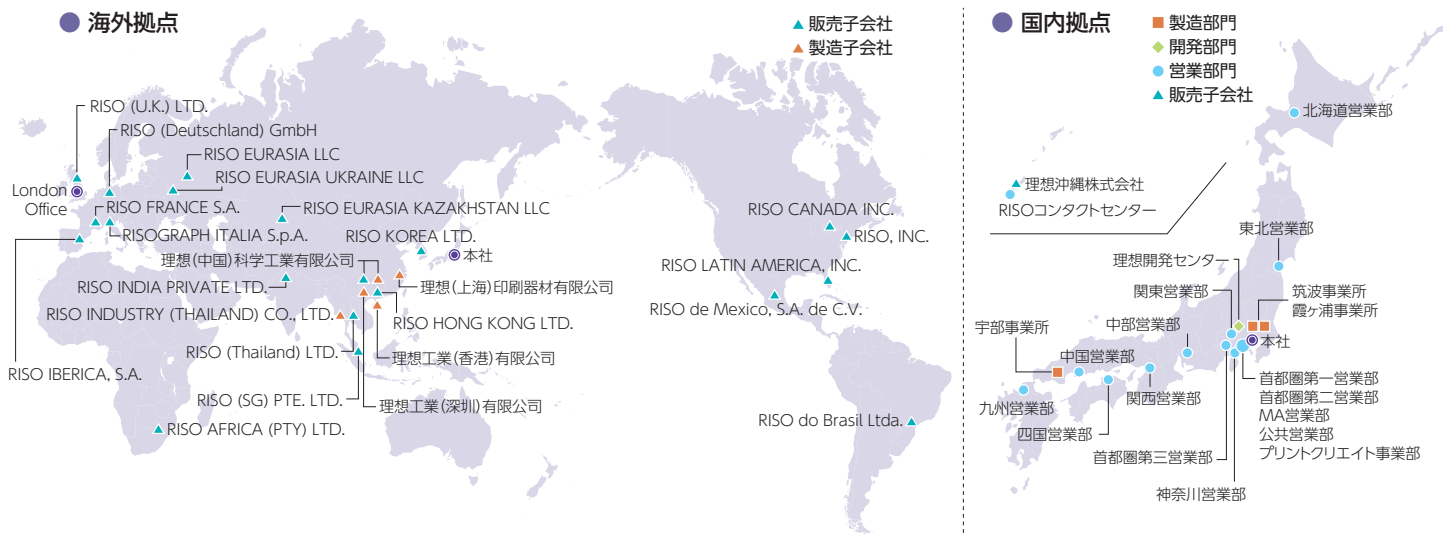 海外拠点
販売子会社
製造子会社
RISO (U.K.) LTD.
RISO (Deutschland) GmbH
RISO EURASIA LLC
RISO EURASIA UKRAINE LLC
London
Office
RISO FRANCE S.A.
RISO EURASIA KAZAKHSTAN LLC
RISOGRAPH ITALIA S.p.A.
RISO KOREA LTD.
本社
理想(中国)科学工業有限公司
RISO INDIA PRIVATE LTD.
理想(上海)印刷器材有限公司
RISO INDUSTRY (THAILAND) CO., LTD.
RISO HONG KONG LTD.
RISO (Thailand) LTD.
理想工業(香港)有限公司
RISO IBERICA, S.A.
RISO (SG) PTE. LTD.
理想工業(深圳)有限公司
RISO AFRICA (PTY) LTD.
RISO CANADA INC.
RISO, INC.
RISO LATIN AMERICA, INC.
RISO de Mexico, S.A. de C.V.
RISO do Brasil Ltda.
国内拠点
製造部門
開発部門
営業部門
販売子会社
北海道営業部
理想沖縄株式会社
RISOコンタクトセンター
東北営業部
理想開発センター
関東営業部
筑波事業所
霞ヶ浦事業所
中部営業部
宇部事業所
本社
中国営業部
首都圏第一営業部
首都圏第二営業部
MA営業部
公共営業部
プリントクリエイト事業部
九州営業部
関西営業部
四国営業部
首都圏第三営業部
神奈川営業部